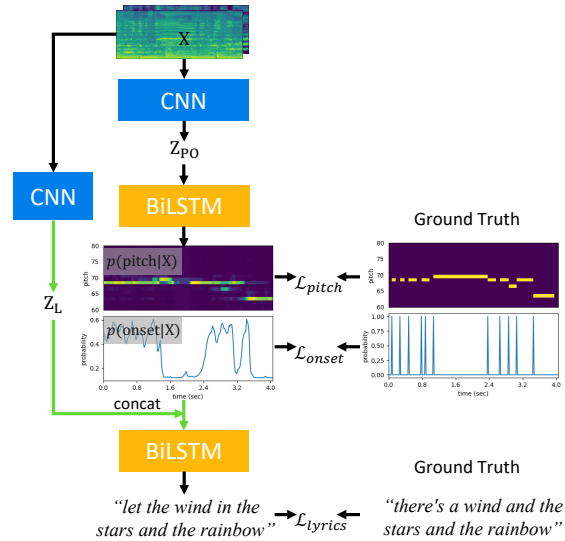 X
CNN
Z_PO
CNN
BiLSTM
Ground Truth
80
75
70
65
60
pitch
p(pitch|X)
ℒ_pitch
80
75
70
65
60
pitch
Z_L
0.6
0.4
0.2
probability
p(onset|X)
0.0 0.8 1.6 2.4 3.2 4.0
time (sec)
ℒ_onset
1.00
0.75
0.50
0.25
0.00
probability
0.0 0.8 1.6 2.4 3.2 4.0
time (sec)
concat
BiLSTM
Ground Truth
“let the wind in the
stars and the rainbow”
ℒ_lyrics
“there's a wind and the
stars and the rainbow”